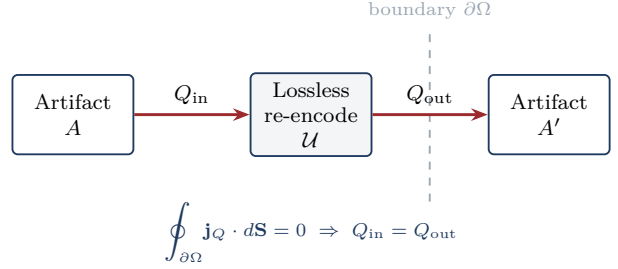 boundary ∂Ω
Artifact
A
Q_in
Lossless
re-encode
𝒰
Q_out
Artifact
A′
∮_∂Ω j_Q · dS = 0 ⇒ Q_in = Q_out